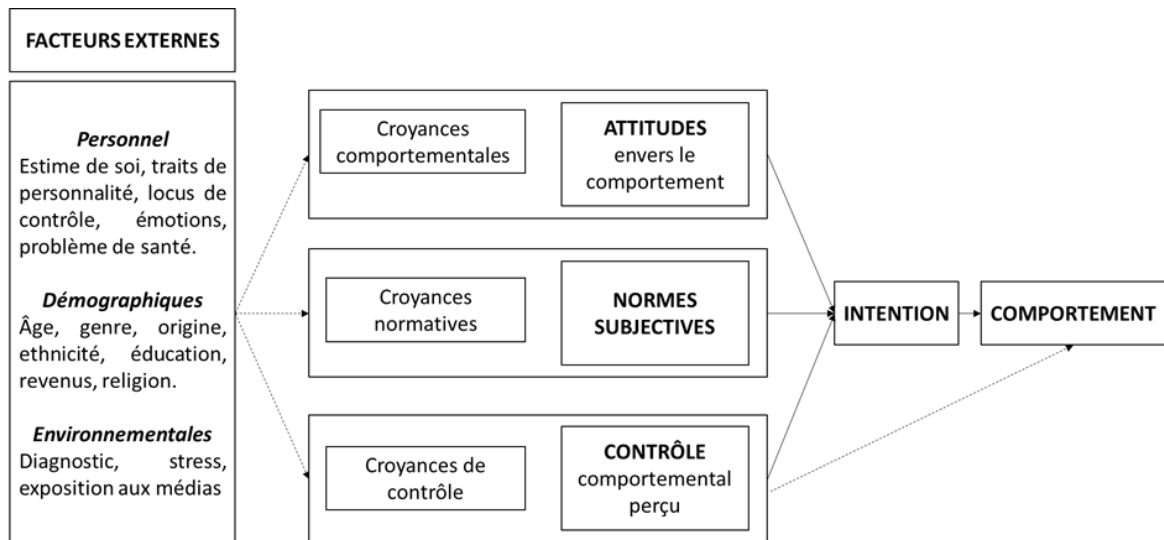 FACTEURS EXTERNES
Personnel
Estime de soi, traits de
personnalité, locus de
contrôle, émotions,
problème de santé.
Démographiques
Âge, genre, origine,
ethnicité, éducation,
revenus, religion.
Environnementales
Diagnostic, stress,
exposition aux médias
Croyances
comportementales
ATTITUDES
envers le
comportement
Croyances
normatives
NORMES
SUBJECTIVES
Croyances de
contrôle
CONTRÔLE
comportemental
perçu
INTENTION
COMPORTEMENT